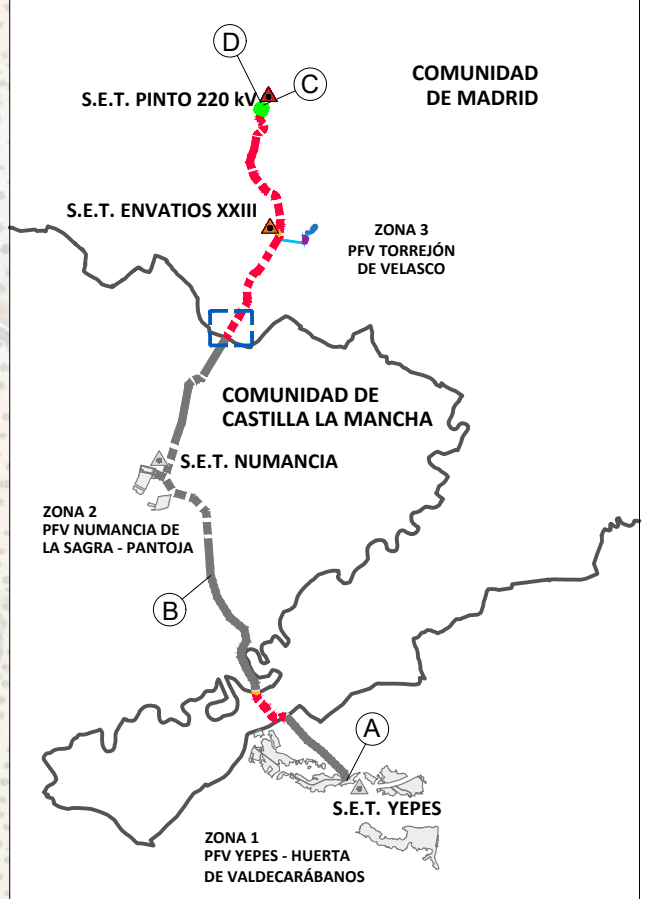 D
C
COMUNIDAD
DE MADRID
S.E.T. PINTO 220 kV
S.E.T. ENVATIOS XXIII
ZONA 3
PFV TORREJÓN
DE VELASCO
COMUNIDAD DE
CASTILLA LA MANCHA
S.E.T. NUMANCIA
ZONA 2
PFV NUMANCIA DE
LA SAGRA - PANTOJA
B
A
S.E.T. YEPES
ZONA 1
PFV YEPES - HUERTA
DE VALDECARÁBANOS